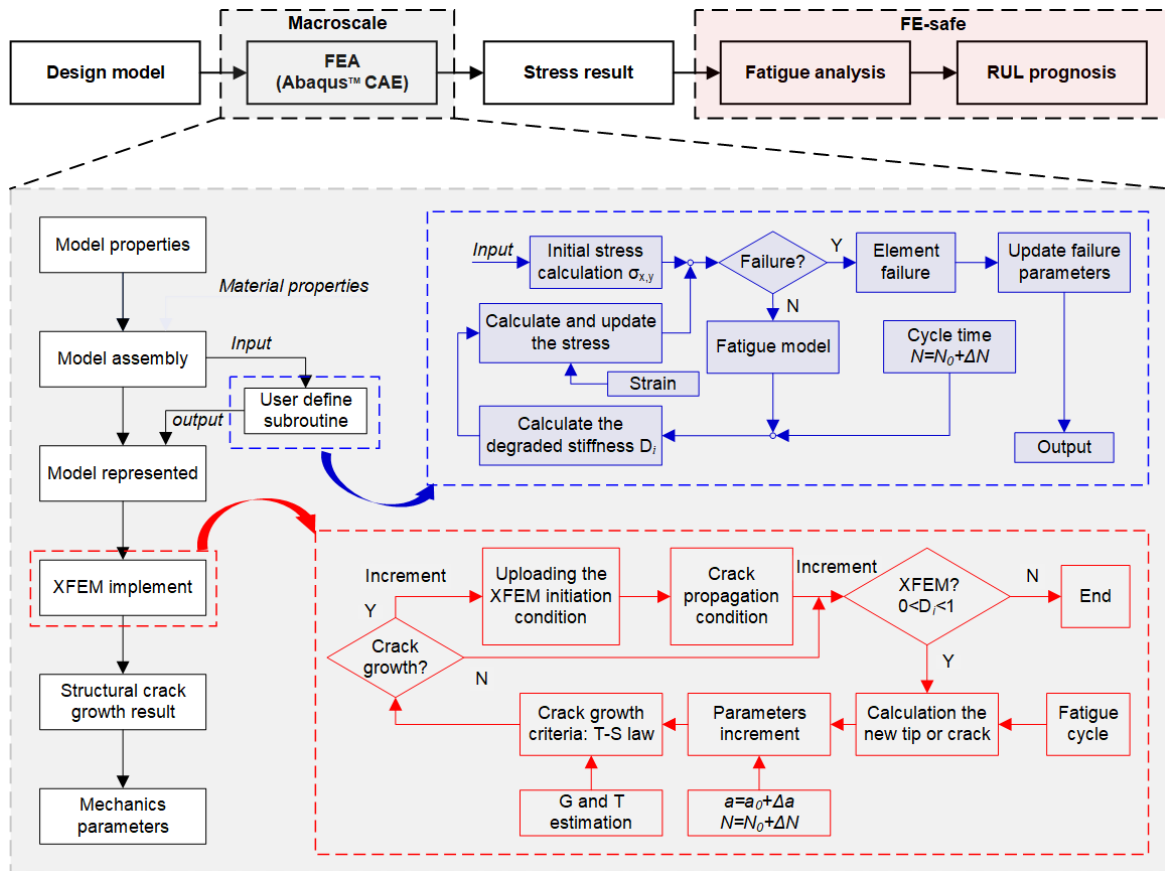 Macroscale
FE-safe
Design model
FEA
(Abaqus™ CAE)
Stress result
Fatigue analysis
RUL prognosis
Model properties
Material properties
Model assembly
Input
User define
subroutine
output
Model represented
XFEM implement
Structural crack
growth result
Mechanics
parameters
Input
Initial stress
calculation σx,y
Failure?
Y
Element
failure
Update failure
parameters
N
Calculate and update
the stress
Fatigue model
Cycle time
N=N0+ΔN
Strain
Calculate the
degraded stiffness Di
Output
Increment
Uploading the
XFEM initiation
condition
Crack
propagation
condition
Increment
XFEM?
0<Di<1
N
End
Y
Crack
growth?
N
Y
Crack growth
criteria: T-S law
Parameters
increment
Calculation the
new tip or crack
Fatigue
cycle
G and T
estimation
a=a0+Δa
N=N0+ΔN